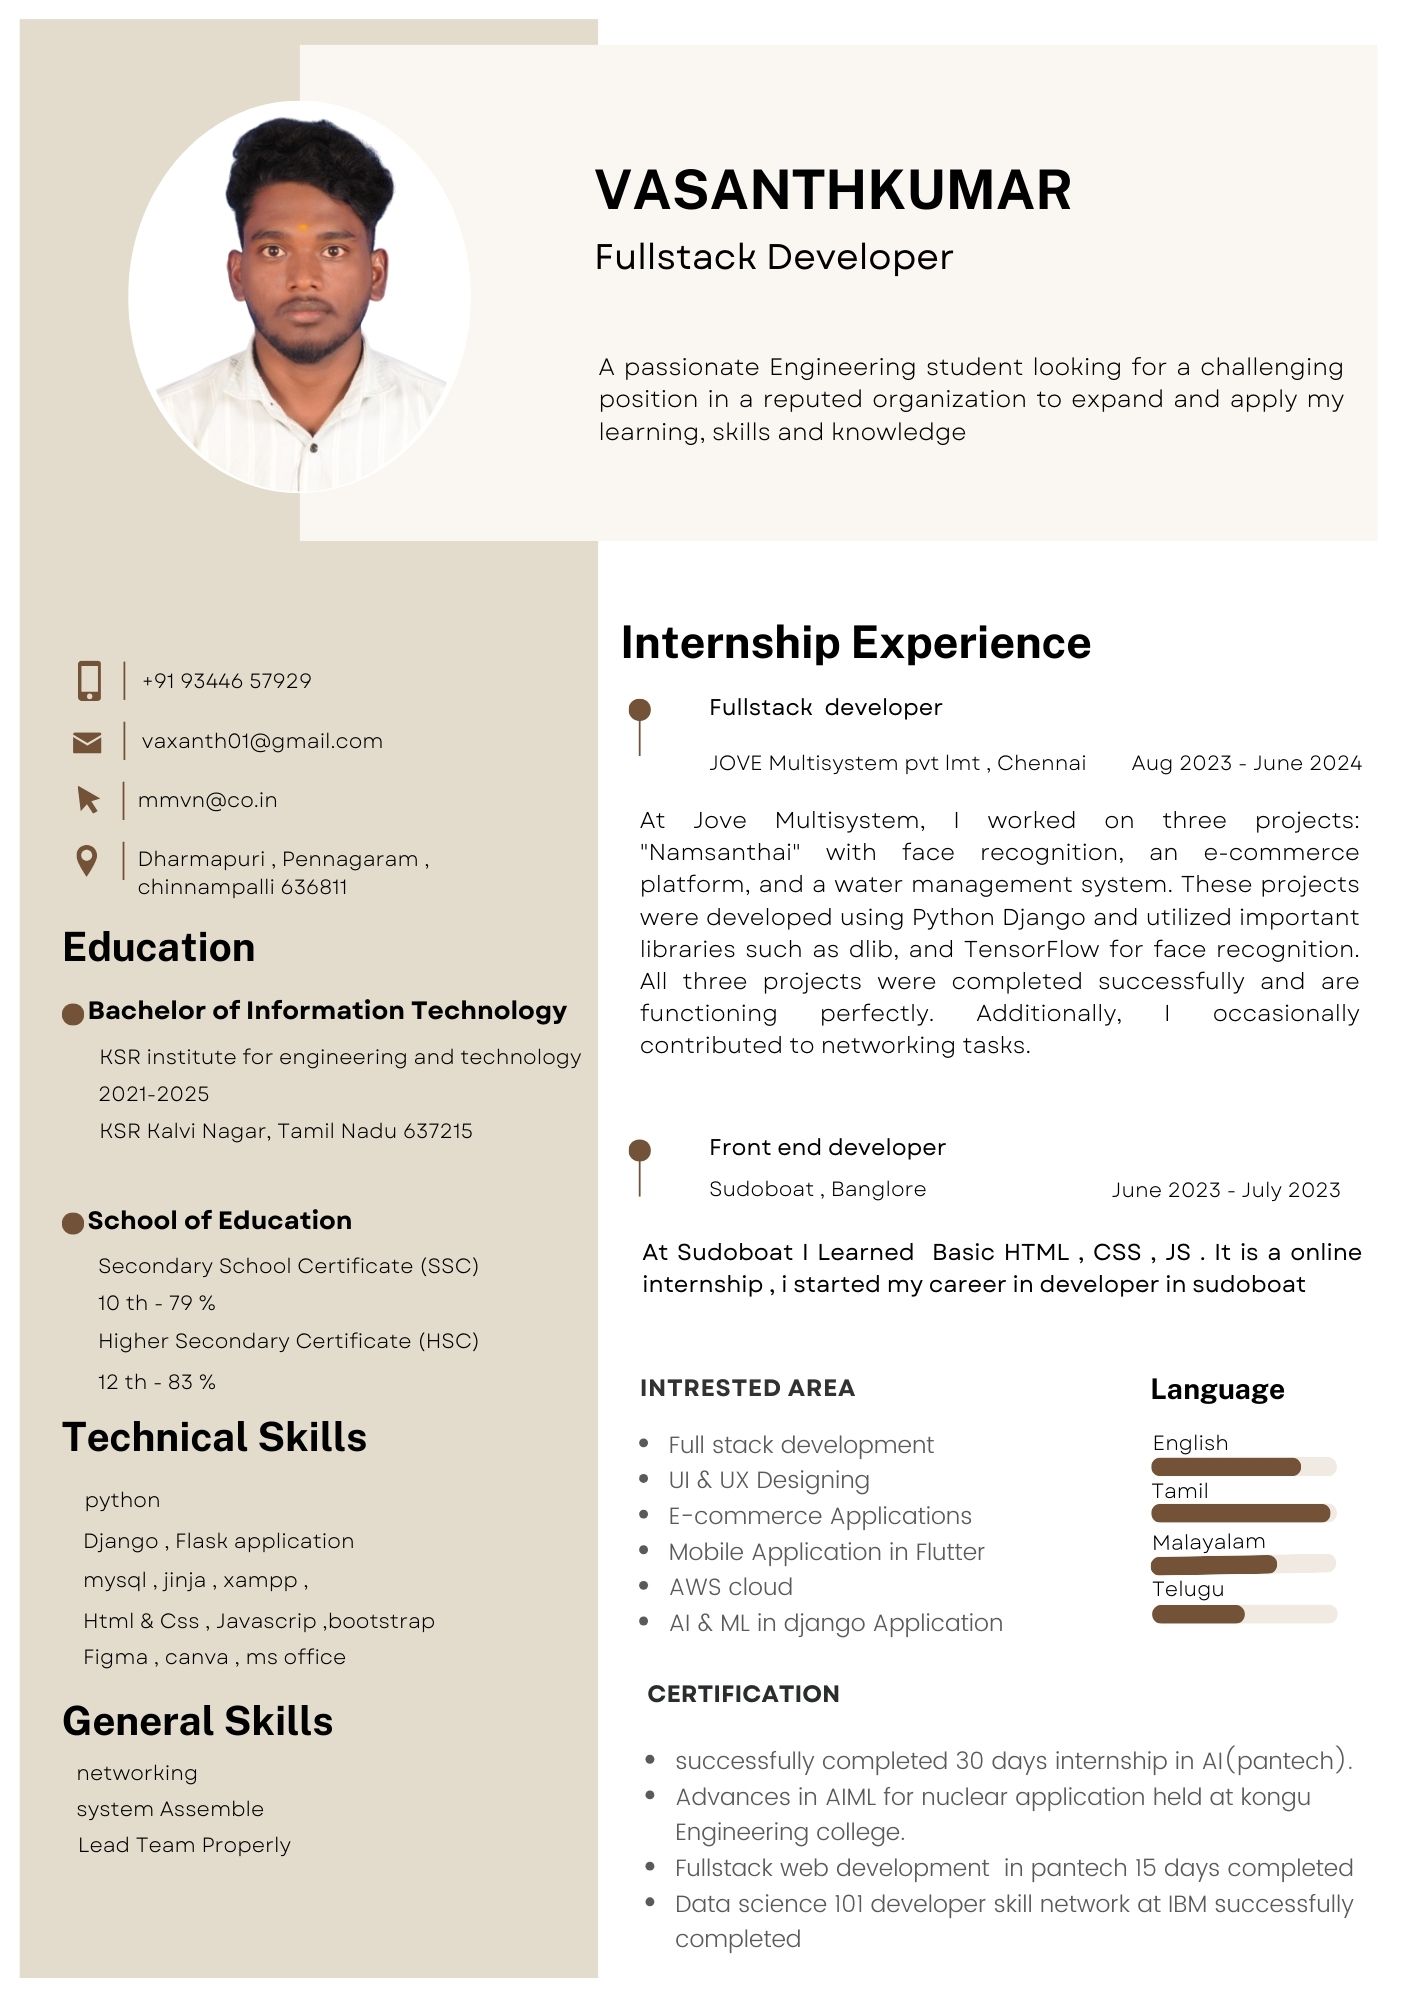 VASANTHKUMAR
Fullstack Developer
A passionate Engineering student looking for a challenging
position in a reputed organization to expand and apply my
learning, skills and knowledge
+91 93446 57929
vaxanth01@gmail.com
mmvn@co.in
Dharmapuri , Pennagaram ,
chinnampalli 636811
Education
Bachelor of Information Technology
KSR institute for engineering and technology
2021-2025
KSR Kalvi Nagar, Tamil Nadu 637215
School of Education
Secondary School Certificate (SSC)
10 th - 79 %
Higher Secondary Certificate (HSC)
12 th - 83 %
Technical Skills
python
Django , Flask application
mysql , jinja , xampp ,
Html & Css , Javascrip ,bootstrap
Figma , canva , ms office
General Skills
networking
system Assemble
Lead Team Properly
Internship Experience
Fullstack developer
JOVE Multisystem pvt lmt , Chennai Aug 2023 - June 2024
At Jove Multisystem, I worked on three projects:
"Namsanthai" with face recognition, an e-commerce
platform, and a water management system. These projects
were developed using Python Django and utilized important
libraries such as dlib, and TensorFlow for face recognition.
All three projects were completed successfully and are
functioning perfectly. Additionally, I occasionally
contributed to networking tasks.
Front end developer
Sudoboat , Banglore June 2023 - July 2023
At Sudoboat I Learned Basic HTML , CSS , JS . It is a online
internship , i started my career in developer in sudoboat
INTRESTED AREA
Full stack development
UI & UX Designing
E-commerce Applications
Mobile Application in Flutter
AWS cloud
AI & ML in django Application
Language
English
Tamil
Malayalam
Telugu
CERTIFICATION
successfully completed 30 days internship in AI(pantech).
Advances in AIML for nuclear application held at kongu
Engineering college.
Fullstack web development in pantech 15 days completed
Data science 101 developer skill network at IBM successfully
completed